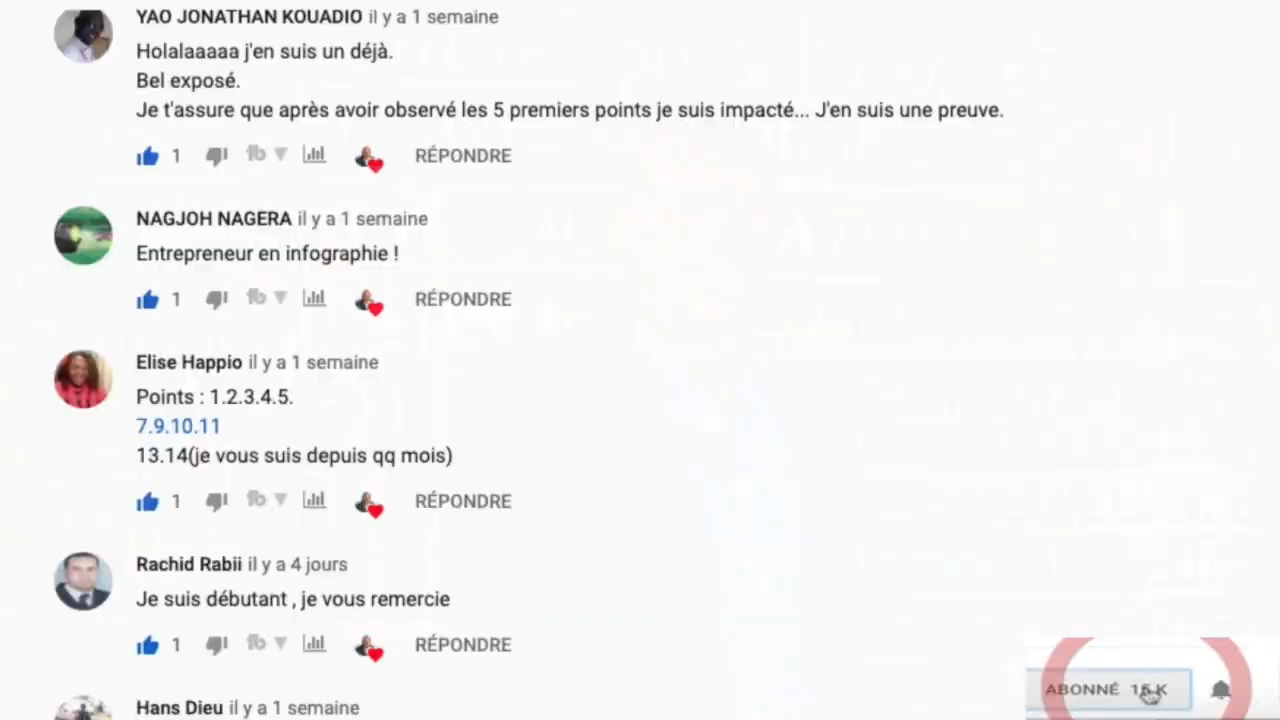 YAO JONATHAN KOUADIO il y a 1 semaine
Holalaaaaa j'en suis un déjà.
Bel exposé.
Je t'assure que après avoir observé les 5 premiers points je suis impacté... J'en suis une preuve.
1 RÉPONDRE
NAGJOH NAGERA il y a 1 semaine
Entrepreneur en infographie !
1 RÉPONDRE
Elise Happio il y a 1 semaine
Points : 1.2.3.4.5.
7.9.10.11
13.14(je vous suis depuis qq mois)
1 RÉPONDRE
Rachid Rabii il y a 4 jours
Je suis débutant , je vous remercie
1 RÉPONDRE
ABONNÉ
Hans Dieu il y a 1 semaine